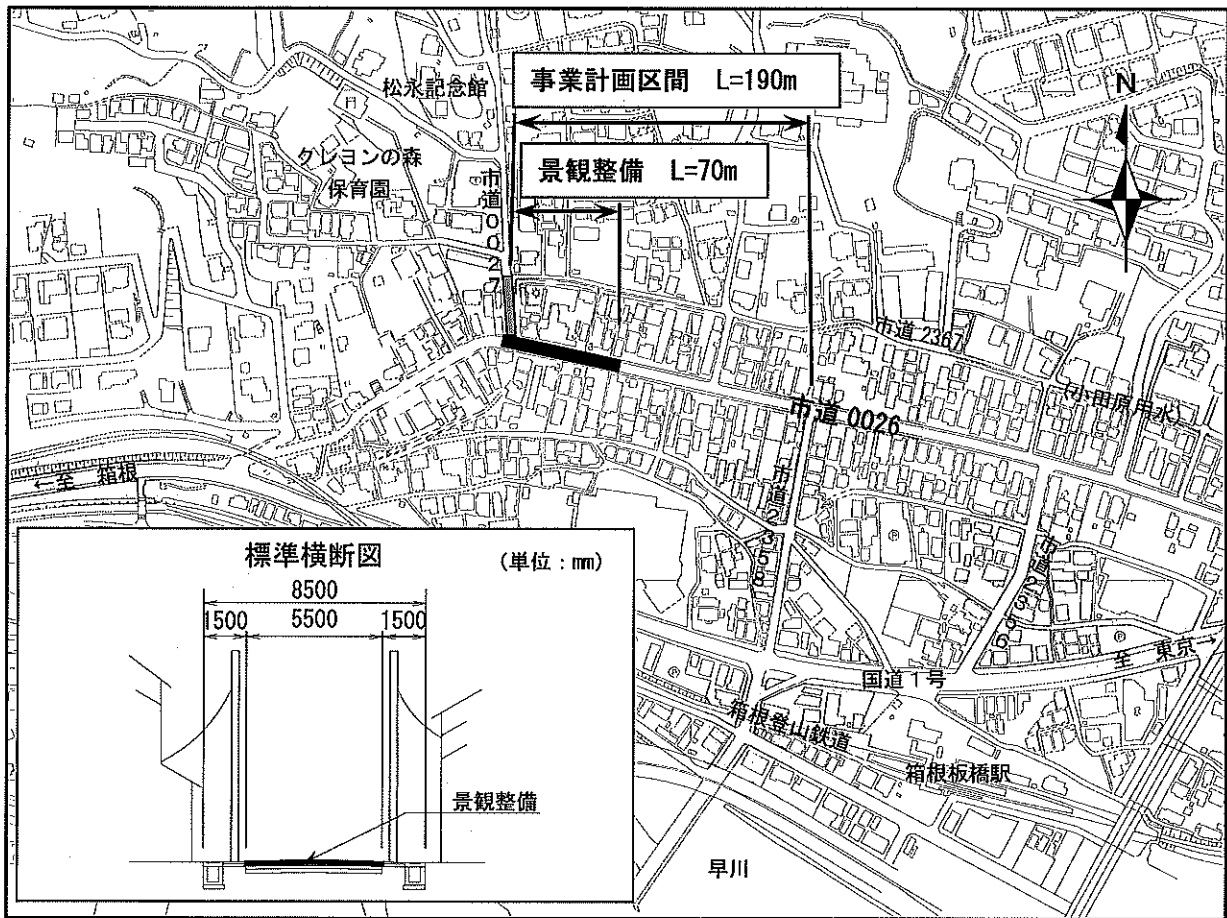 事業計画区間 L=190m
松永記念館
N
景観整備 L=70m
クレヨンの森
保育園
市道0027
市道2367
(小田原用水)
市道 0026
←至 箱根
市道2358
市道2366
標準横断図 (単位:mm)
8500
1500 5500 1500
景観整備
至 東京→
国道1号
箱根登山鉄道
箱根板橋駅
早川
P
P
P
P